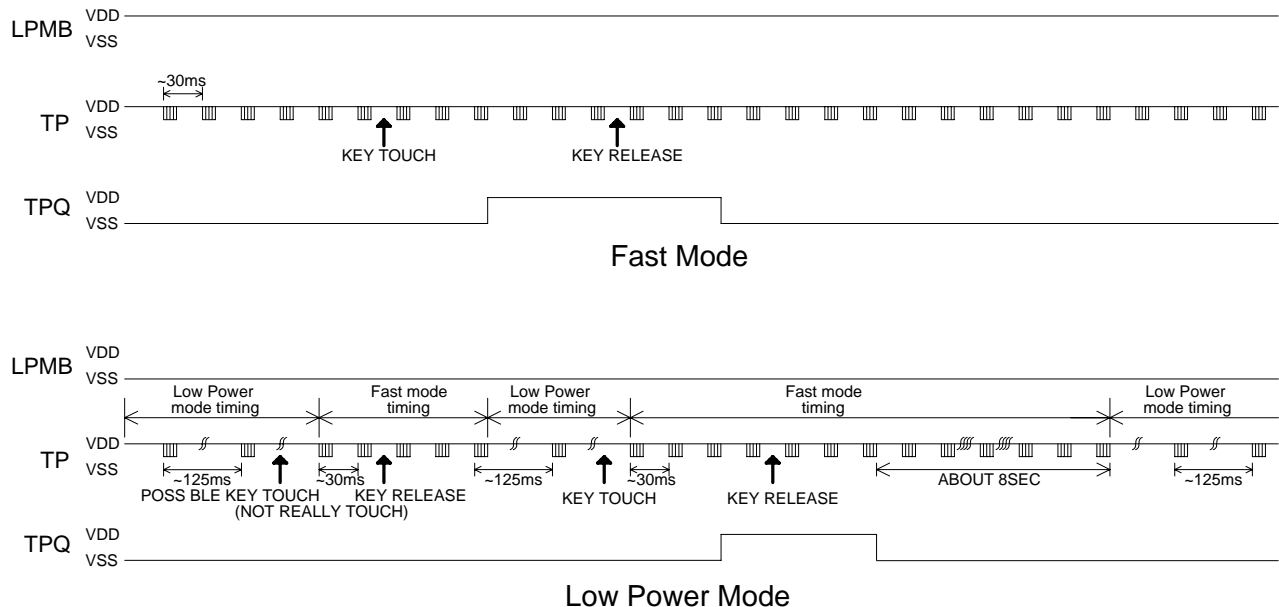 LPMB VDD
VSS
~30ms
TP VDD
VSS
KEY TOUCH KEY RELEASE
TPQ VDD
VSS
Fast Mode
LPMB VDD
VSS
Low Power mode timing
Fast mode timing
Low Power mode timing
Fast mode timing
Low Power mode timing
TP VDD
VSS
~125ms ~30ms ~125ms ~30ms ABOUT 8SEC ~125ms
POSS BLE KEY TOUCH
(NOT REALLY TOUCH)
KEY RELEASE
KEY TOUCH
KEY RELEASE
TPQ VDD
VSS
Low Power Mode